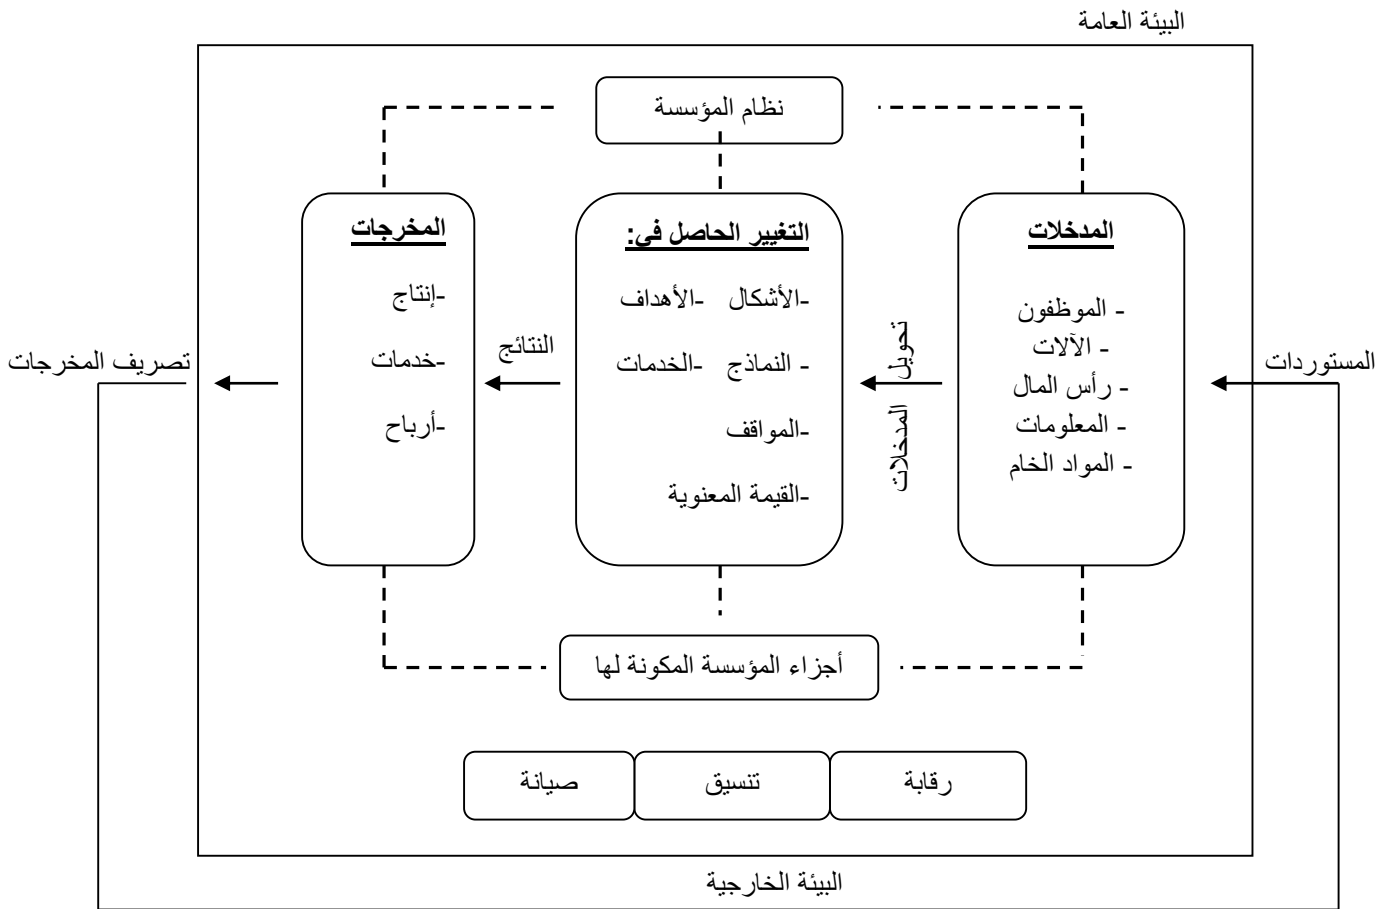 البيئة العامة
نظام المؤسسة
المستوردات
المدخلات
- الموظفون
- الآلات
- رأس المال
- المعلومات
- المواد الخام
تحويل المدخلات
التغيير الحاصل في:
-الأشكال -الأهداف
- النماذج -الخدمات
-المواقف
-القيمة المعنوية
النتائج
المخرجات
-إنتاج
-خدمات
-أرباح
تصريف المخرجات
أجزاء المؤسسة المكونة لها
رقابة
تنسيق
صيانة
البيئة الخارجية